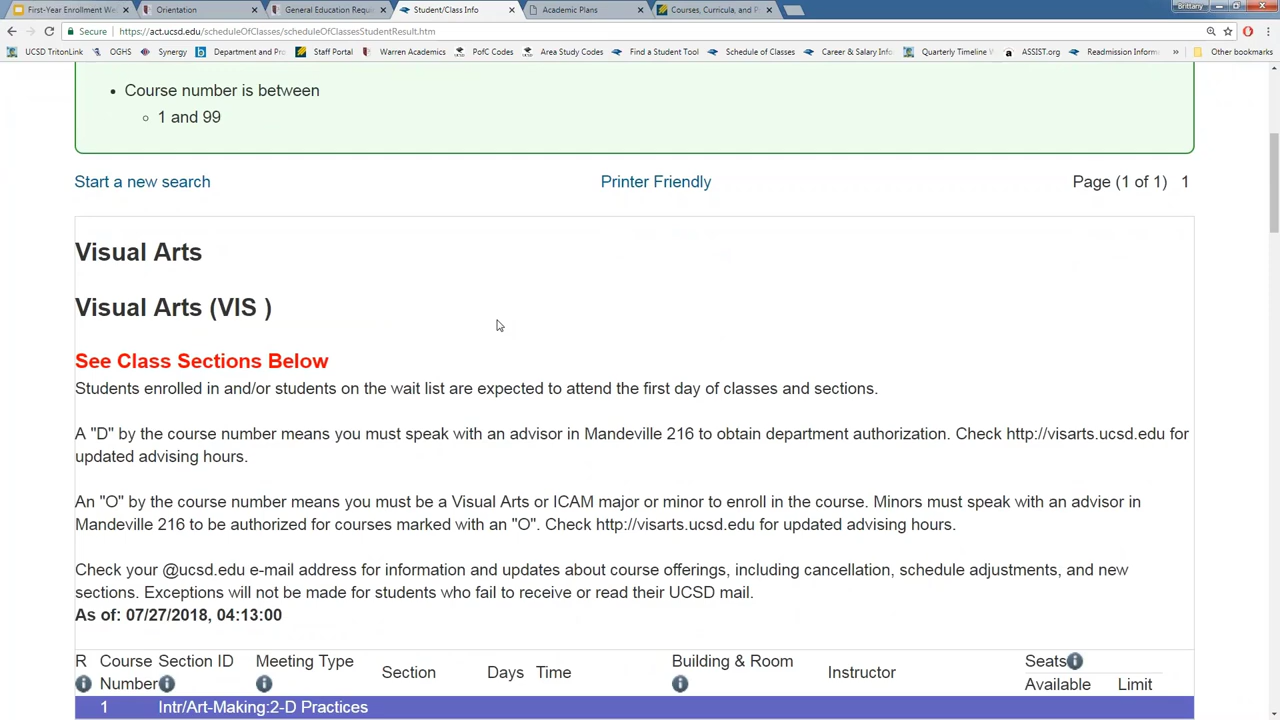 First-Year Enrollment We
Orientation
General Education Requ
Student/Class Info
Academic Plans
Courses, Curricula, and P
Brittany
Secure
https://act.ucsd.edu/scheduleOfClasses/scheduleOfClassesStudentResult.htm
UCSD TritonLink
OGHS
Synergy
Department and Pro
Staff Portal
Warren Academics
PofC Codes
Area Study Codes
Find a Student Tool
Schedule of Classes
Career & Salary Info
Quarterly Timeline
ASSIST.org
Readmission Inform
»
Other bookmarks
• Course number is between
○ 1 and 99
Start a new search
Printer Friendly
Page (1 of 1) 1
Visual Arts
Visual Arts (VIS )
See Class Sections Below
Students enrolled in and/or students on the wait list are expected to attend the first day of classes and sections.
A "D" by the course number means you must speak with an advisor in Mandeville 216 to obtain department authorization. Check http://visarts.ucsd.edu for
updated advising hours.
An "O" by the course number means you must be a Visual Arts or ICAM major or minor to enroll in the course. Minors must speak with an advisor in
Mandeville 216 to be authorized for courses marked with an "O". Check http://visarts.ucsd.edu for updated advising hours.
Check your @ucsd.edu e-mail address for information and updates about course offerings, including cancellation, schedule adjustments, and new
sections. Exceptions will not be made for students who fail to receive or read their UCSD mail.
As of: 07/27/2018, 04:13:00
R
Course
Number
Section ID
Meeting Type
Section
Days
Time
Building & Room
Instructor
Seats
Available
Limit
1
Intr/Art-Making:2-D Practices